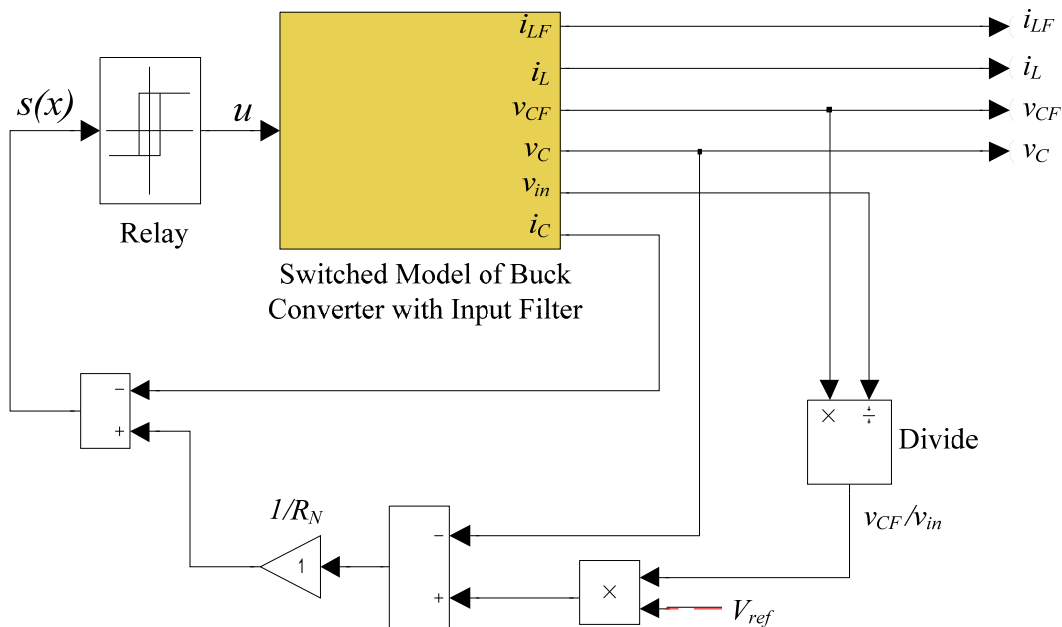 i_LF
i_L
v_CF
v_C
v_in
i_C
i_LF
i_L
v_CF
v_C
s(x)
u
Relay
Switched Model of Buck
Converter with Input Filter
−
+
× ÷
Divide
v_CF/v_in
1/R_N
1
−
+
×
V_ref